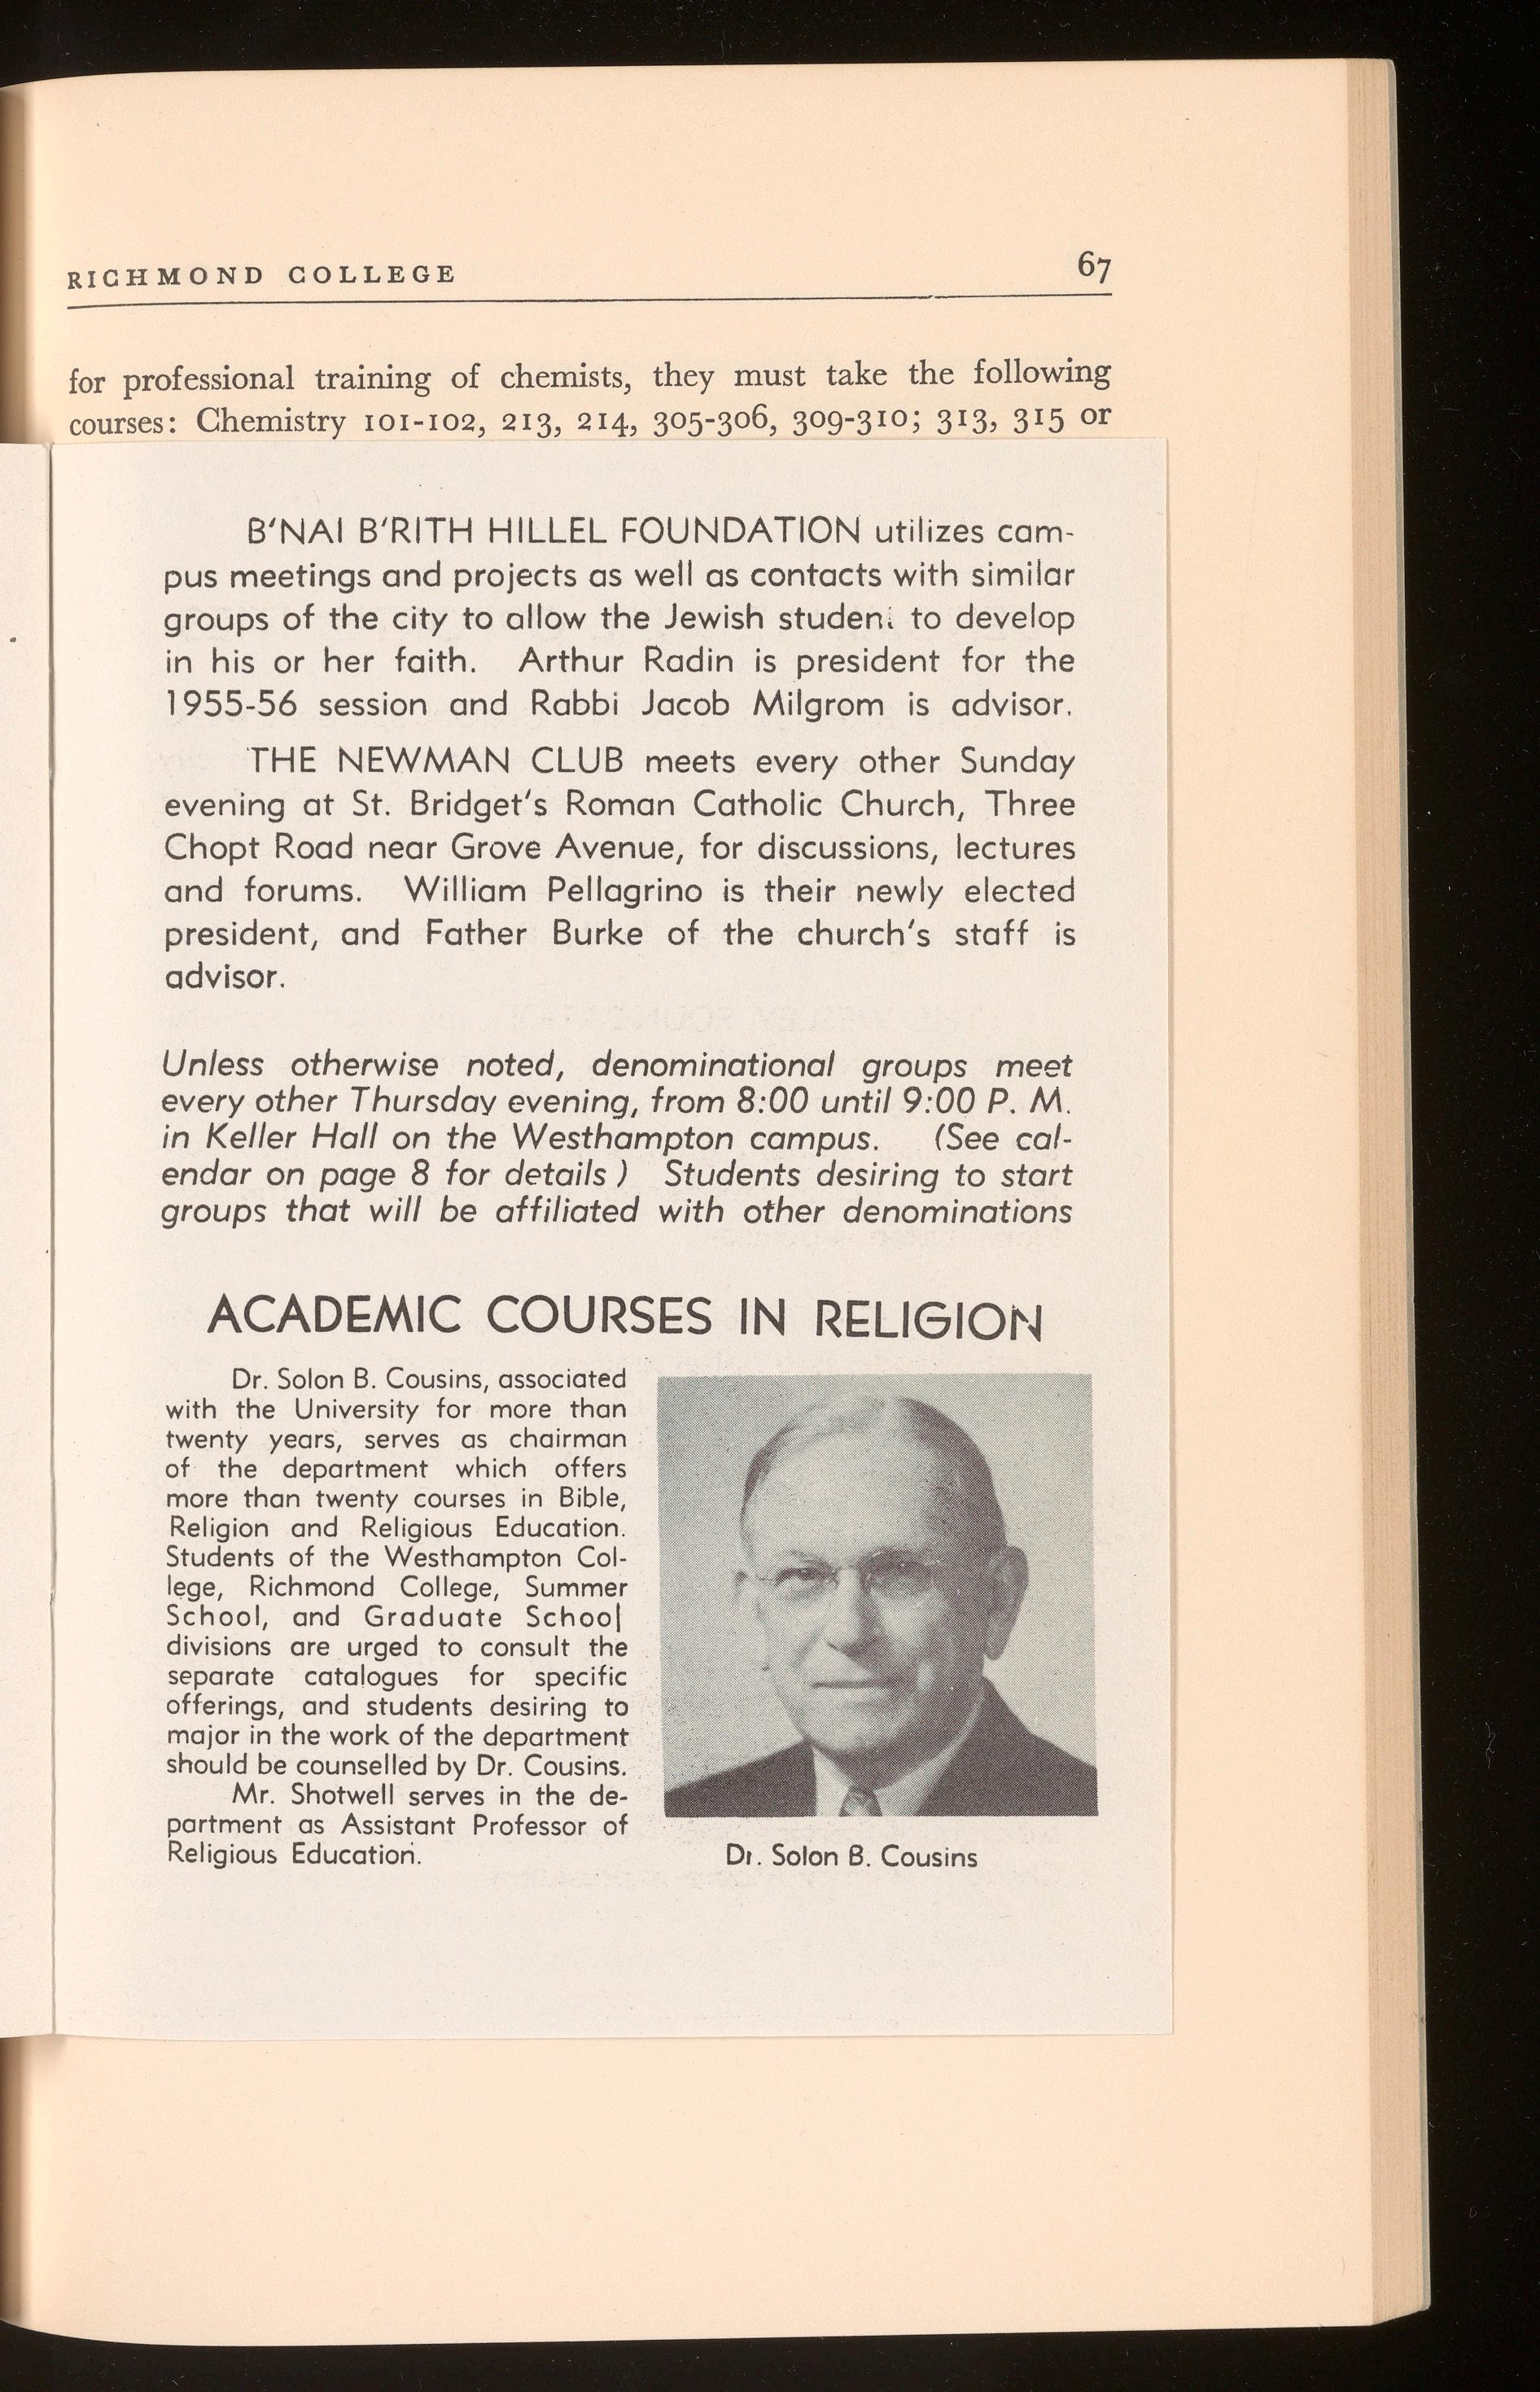 RICHMOND COLLEGE 67
for professional training of chemists, they must take the following
courses: Chemistry 101-102, 213, 214, 305-306, 309-310; 313, 315 or
B'NAI B'RITH HILLEL FOUNDATION utilizes cam-
pus meetings and projects as well as contacts with similar
groups of the city to allow the Jewish student to develop
in his or her faith. Arthur Radin is president for the
1955-56 session and Rabbi Jacob Milgrom is advisor.
THE NEWMAN CLUB meets every other Sunday
evening at St. Bridget's Roman Catholic Church, Three
Chopt Road near Grove Avenue, for discussions, lectures
and forums. William Pellagrino is their newly elected
president, and Father Burke of the church's staff is
advisor.
Unless otherwise noted, denominational groups meet
every other Thursday evening, from 8:00 until 9:00 P. M.
in Keller Hall on the Westhampton campus. (See cal-
endar on page 8 for details ) Students desiring to start
groups that will be affiliated with other denominations
ACADEMIC COURSES IN RELIGION
Dr. Solon B. Cousins, associated
with the University for more than
twenty years, serves as chairman
of the department which offers
more than twenty courses in Bible,
Religion and Religious Education.
Students of the Westhampton Col-
lege, Richmond College, Summer
School, and Graduate School
divisions are urged to consult the
separate catalogues for specific
offerings, and students desiring to
major in the work of the department
should be counselled by Dr. Cousins.
Mr. Shotwell serves in the de-
partment as Assistant Professor of
Religious Education.
Dr. Solon B. Cousins